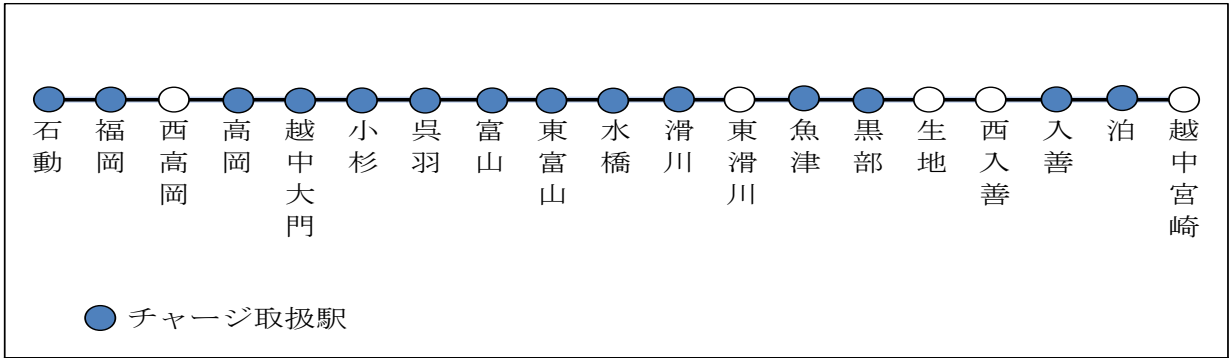 石動
福岡
西高岡
高岡
越中大門
小杉
呉羽
富山
東富山
水橋
滑川
東滑川
魚津
黒部
生地
西入善
入善
泊
越中宮崎
チャージ取扱駅